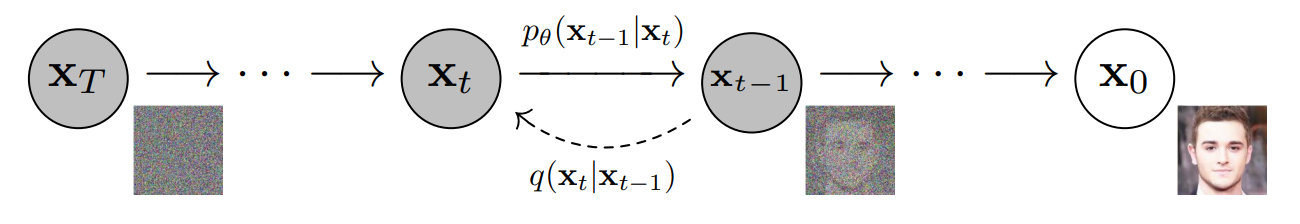 p_θ(x_{t−1}|x_t)
x_T ⟶ ··· ⟶ x_t ⟶ x_{t−1} ⟶ ··· ⟶ x_0
q(x_t|x_{t−1})